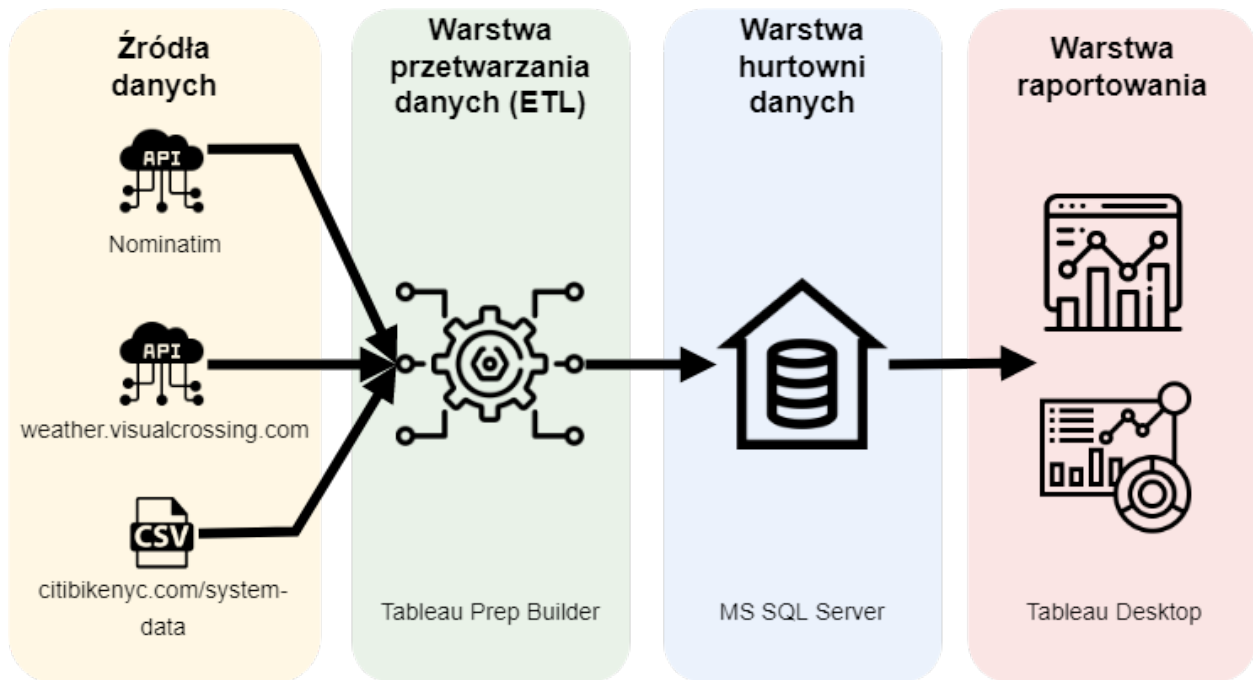 Źródła
danych
API
Nominatim
API
weather.visualcrossing.com
CSV
citibikenyc.com/system-
data
Warstwa
przetwarzania
danych (ETL)
Tableau Prep Builder
Warstwa
hurtowni
danych
MS SQL Server
Warstwa
raportowania
Tableau Desktop